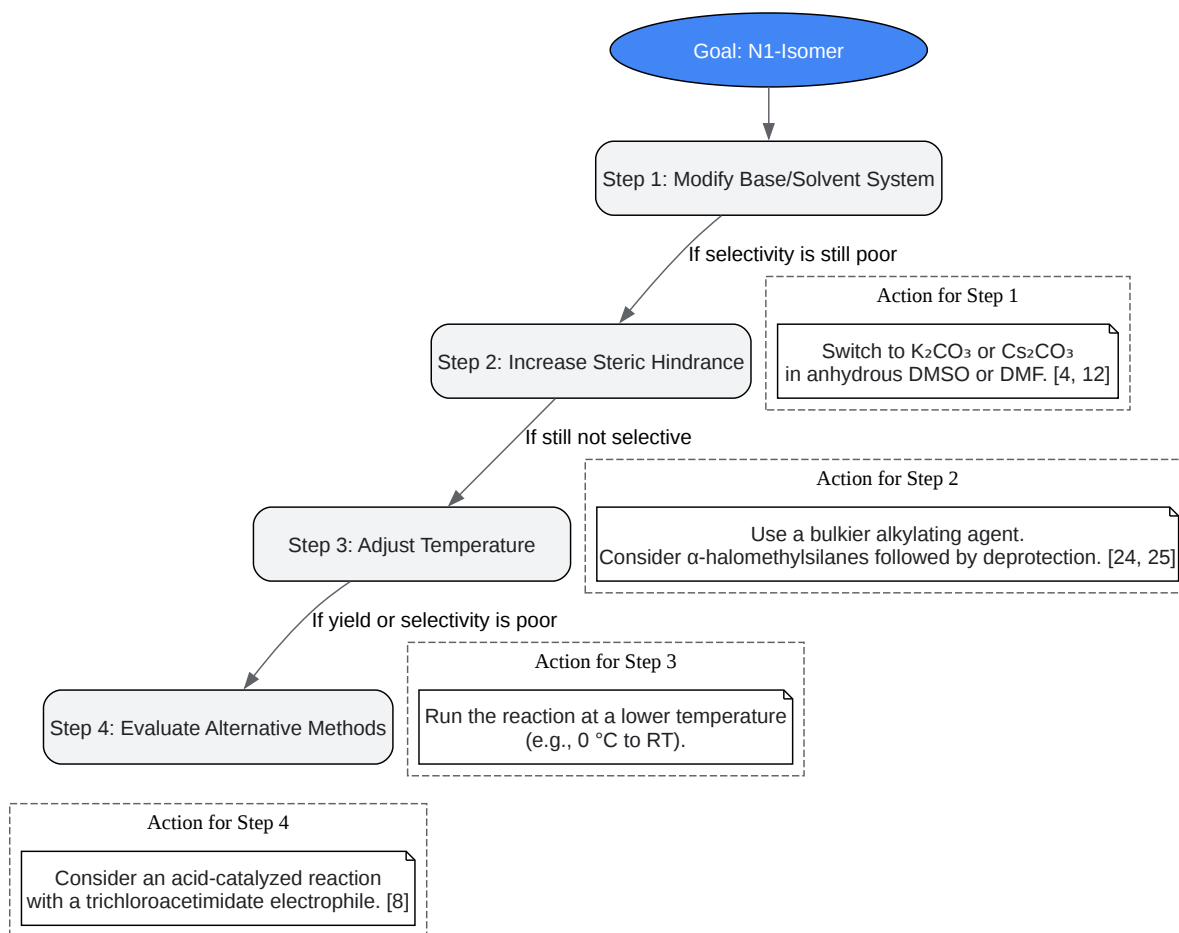 Goal: N1-Isomer
Step 1: Modify Base/Solvent System
If selectivity is still poor
Action for Step 1
Switch to K₂CO₃ or Cs₂CO₃
in anhydrous DMSO or DMF. [4, 12]
Step 2: Increase Steric Hindrance
If still not selective
Action for Step 2
Use a bulkier alkylating agent.
Consider α-halomethylsilanes followed by deprotection. [24, 25]
Step 3: Adjust Temperature
If yield or selectivity is poor
Action for Step 3
Run the reaction at a lower temperature
(e.g., 0 °C to RT).
Step 4: Evaluate Alternative Methods
Action for Step 4
Consider an acid-catalyzed reaction
with a trichloroacetimidate electrophile. [8]